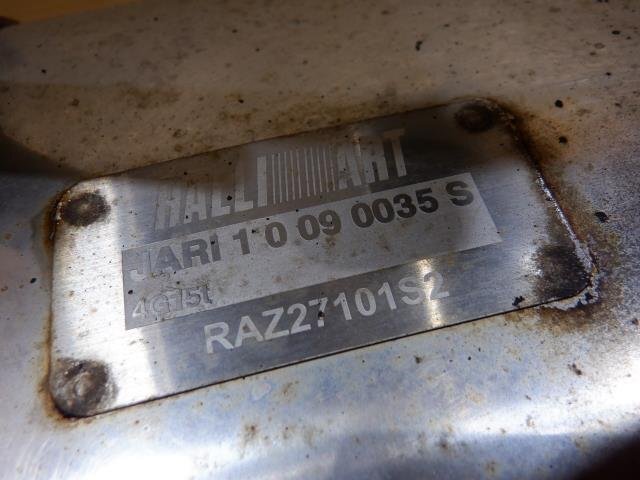 RALLIART
JARI 1 0 09 0035 S
4G15t
RAZ27101S2